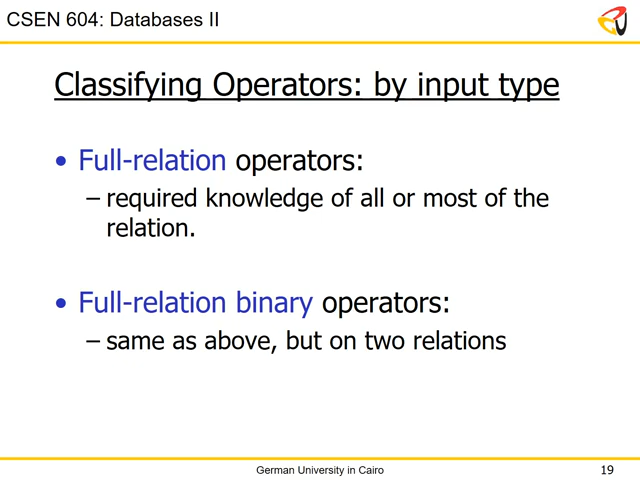 CSEN 604: Databases II
Classifying Operators: by input type
• Full-relation operators:
– required knowledge of all or most of the
relation.
• Full-relation binary operators:
– same as above, but on two relations
German University in Cairo
19